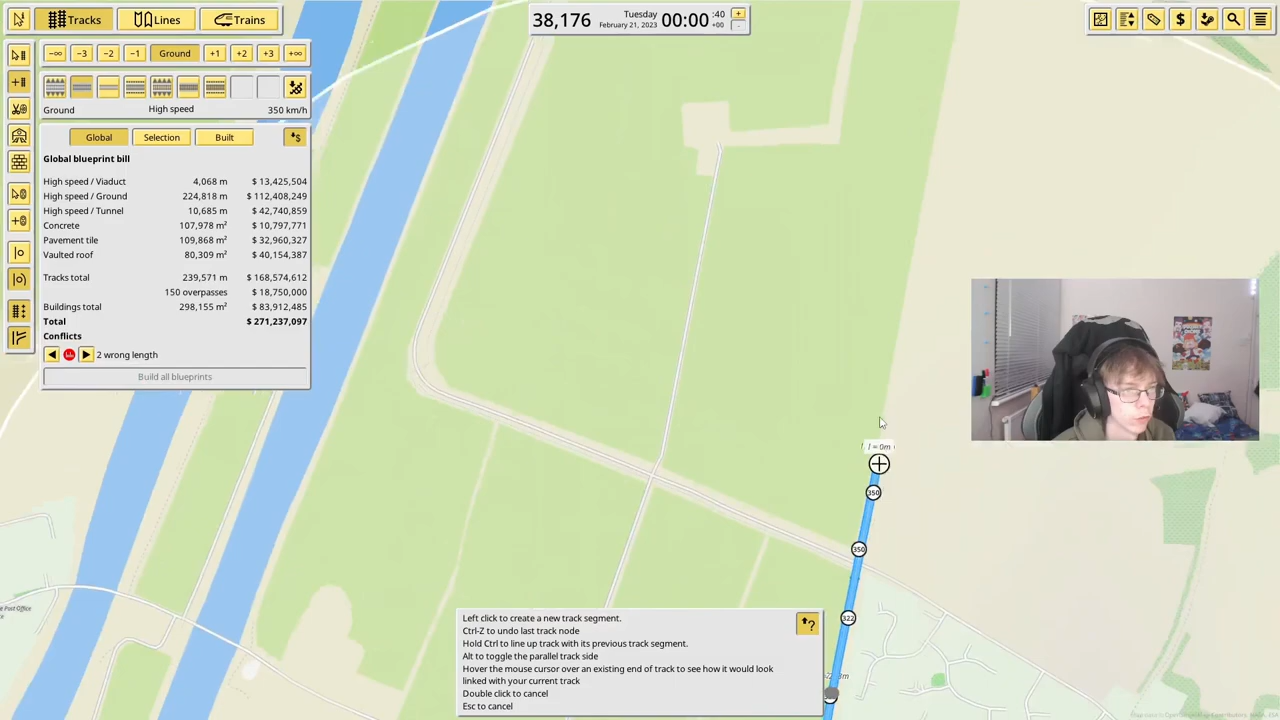 Tracks
Lines
Trains
38,176
Tuesday
February 21, 2023
00:00
:40
+00
+
-
-∞
-3
-2
-1
Ground
+1
+2
+3
+∞
Ground
High speed
350 km/h
Global
Selection
Built
$
Global blueprint bill
High speed / Viaduct 4,068 m $ 13,425,504
High speed / Ground 224,818 m $ 112,408,249
High speed / Tunnel 10,685 m $ 42,740,859
Concrete 107,978 m² $ 10,797,771
Pavement tile 109,868 m² $ 32,960,327
Vaulted roof 80,309 m² $ 40,154,387
Tracks total 239,571 m $ 168,574,612
150 overpasses $ 18,750,000
Buildings total 298,155 m² $ 83,912,485
Total $ 271,237,097
Conflicts
2 wrong length
Build all blueprints
l = 0m
350
350
322
Post Office
Left click to create a new track segment.
Ctrl-Z to undo last track node
Hold Ctrl to line up track with its previous track segment.
Alt to toggle the parallel track side
Hover the mouse cursor over an existing end of track to see how it would look
linked with your current track
Double click to cancel
Esc to cancel
?